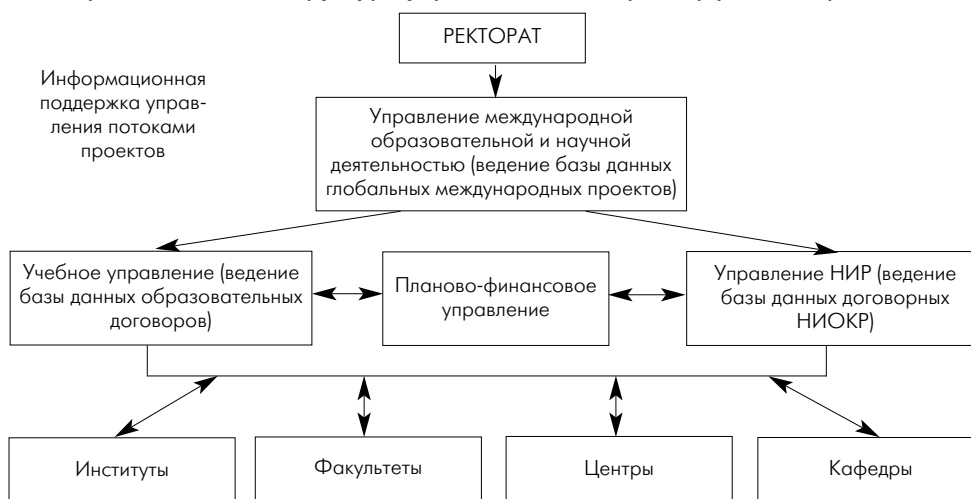 РЕКТОРАТ
Информационная
поддержка управ-
ления потоками
проектов
Управление международной
образовательной и научной
деятельностью (ведение базы данных
глобальных международных проектов)
Учебное управление (ведение
базы данных образовательных
договоров)
Планово-финансовое
управление
Управление НИР (ведение
базы данных договорных
НИОКР)
Институты
Факультеты
Центры
Кафедры